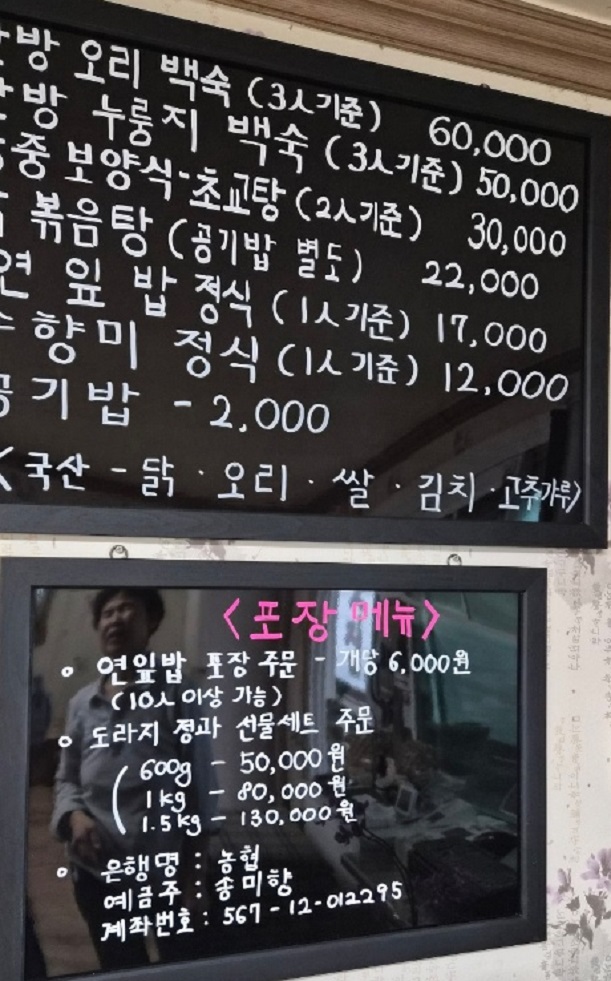 방 오리 백숙 (3人기준) 60,000
방 누룽지 백숙 (3人기준) 50,000
중 보양식-초교탕 (2人기준) 30,000
볶음탕 (공기밥 별도) 22,000
연 잎 밥 정식 (1人기준) 17,000
향미 정식 (1人기준) 12,000
공기밥 - 2,000
<국산 - 닭 · 오리 · 쌀 · 김치 · 고추가루>
<포장 메뉴>
◦ 연잎밥 포장 주문 - 개당 6,000원
(10人 이상 가능)
◦ 도라지 정과 선물세트 주문
600g - 50,000원
1kg - 80,000원
1.5kg - 130,000원
◦ 은행명 : 농협
예금주 : 송미향
계좌번호 : 567-12-012295